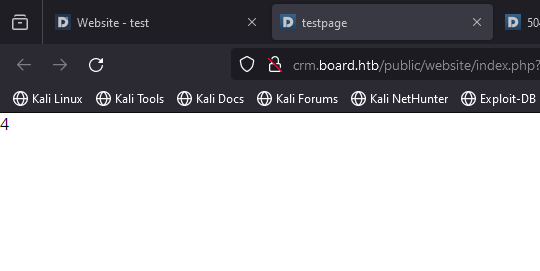 Website - test
testpage
50
crm.board.htb/public/website/index.php?
Kali Linux Kali Tools Kali Docs Kali Forums Kali NetHunter Exploit-DB
4